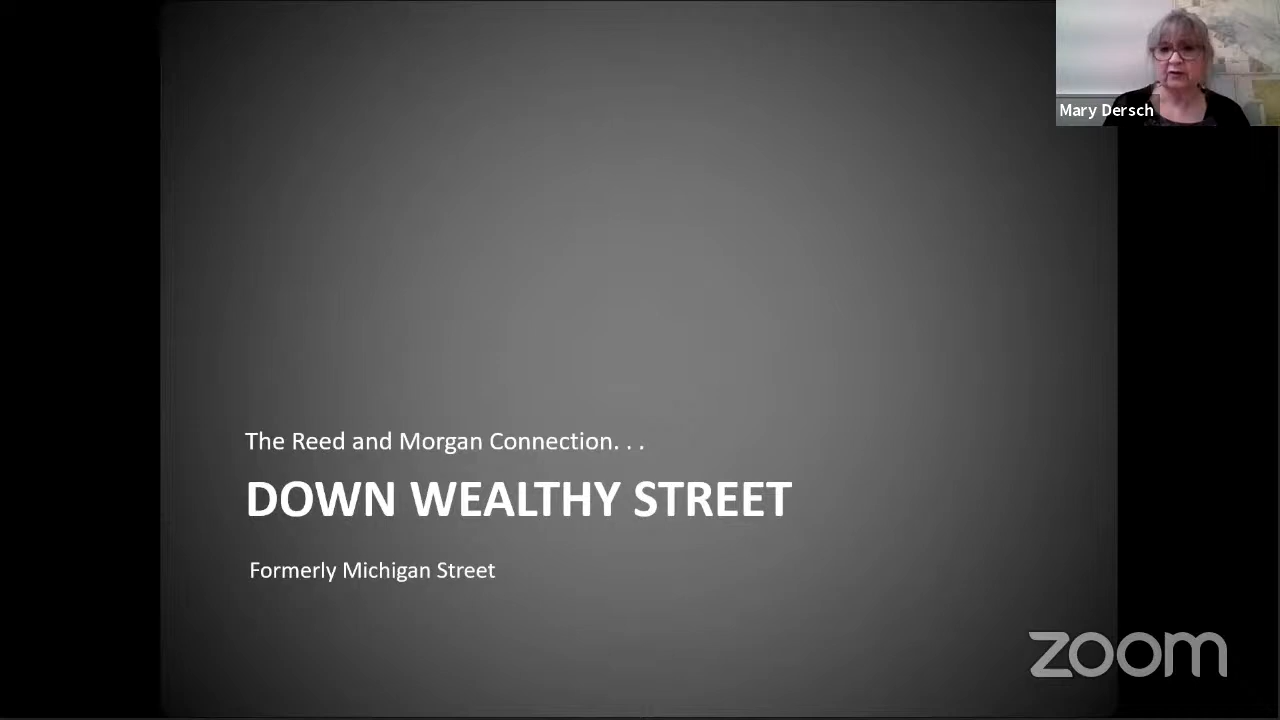 Mary Dersch
The Reed and Morgan Connection. . .
DOWN WEALTHY STREET
Formerly Michigan Street
zoom